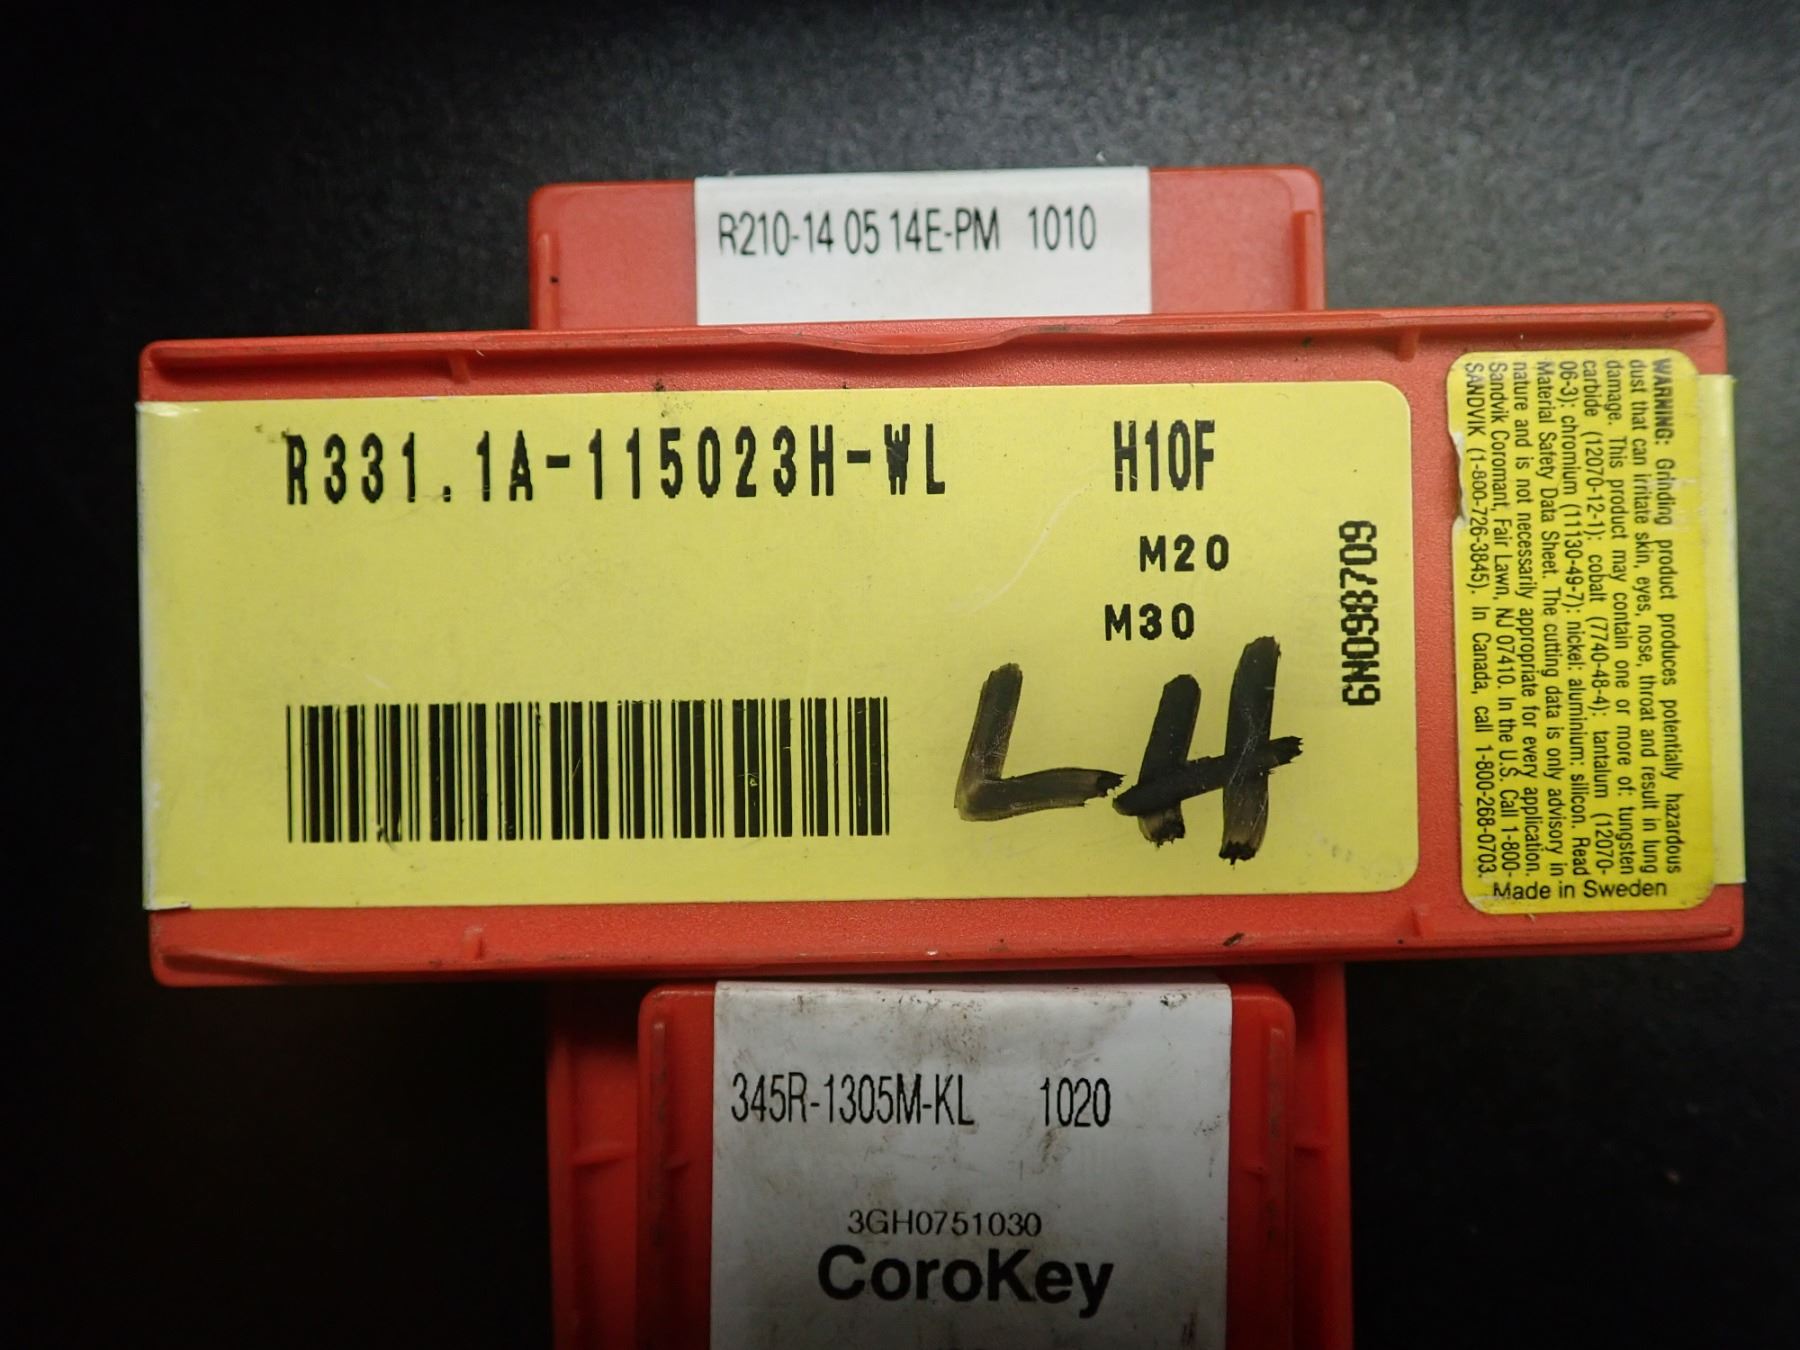 R210-14 05 14E-PM 1010
R331.1A-115023H-WL H10F
M20
M30
6N098709
LH
WARNING: Grinding product produces potentially hazardous
dust that can irritate skin, eyes, nose, throat and result in lung
damage. This product may contain one or more of: tungsten
carbide (12070-12-1): cobalt (7740-48-4): tantalum (12070-
06-3): chromium (11130-49-7): nickel: aluminium: silicon. Read
Material Safety Data Sheet. The cutting data is only advisory in
nature and is not necessarily appropriate for every application.
Sandvik Coromant, Fair Lawn, NJ 07410. In the U.S. Call 1-800-
SANDVIK (1-800-726-3845). In Canada, call 1-800-268-0703.
Made in Sweden
345R-1305M-KL 1020
3GH0751030
CoroKey